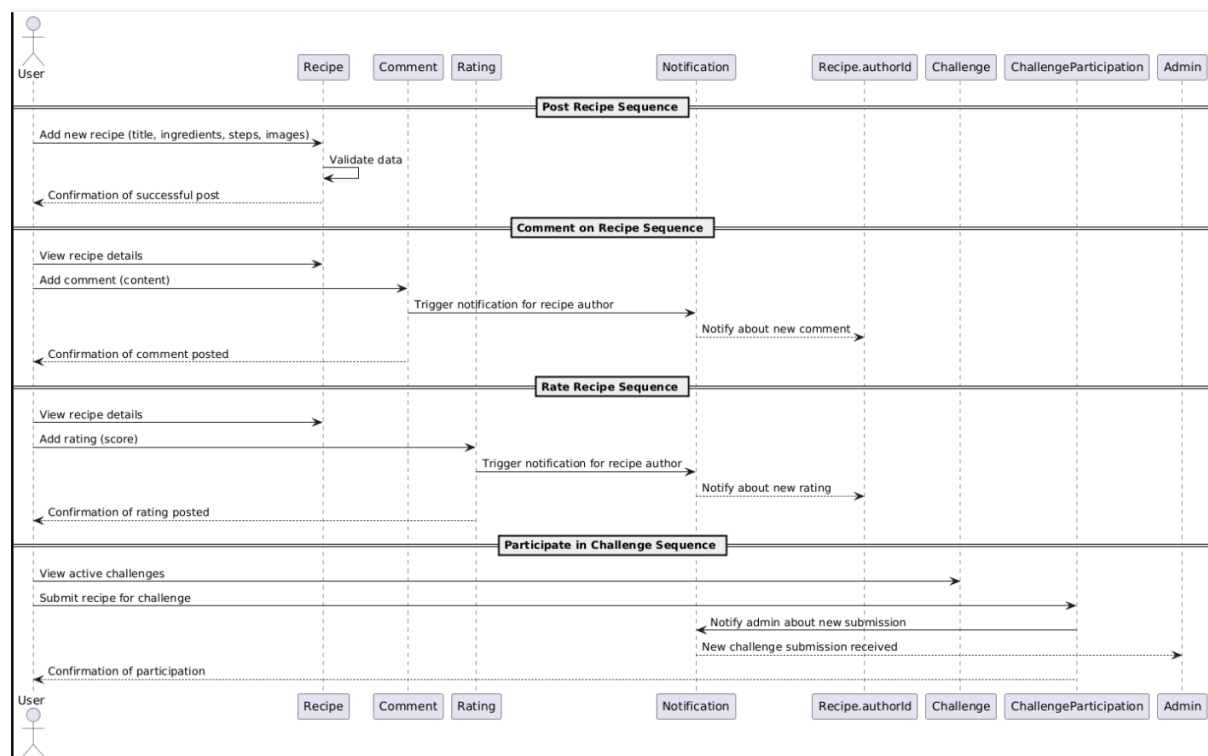 User
Recipe Comment Rating Notification Recipe.authorId Challenge ChallengeParticipation Admin
Post Recipe Sequence
Add new recipe (title, ingredients, steps, images)
Validate data
Confirmation of successful post
Comment on Recipe Sequence
View recipe details
Add comment (content)
Trigger notification for recipe author
Notify about new comment
Confirmation of comment posted
Rate Recipe Sequence
View recipe details
Add rating (score)
Trigger notification for recipe author
Notify about new rating
Confirmation of rating posted
Participate in Challenge Sequence
View active challenges
Submit recipe for challenge
Notify admin about new submission
New challenge submission received
Confirmation of participation
User
Recipe Comment Rating Notification Recipe.authorId Challenge ChallengeParticipation Admin